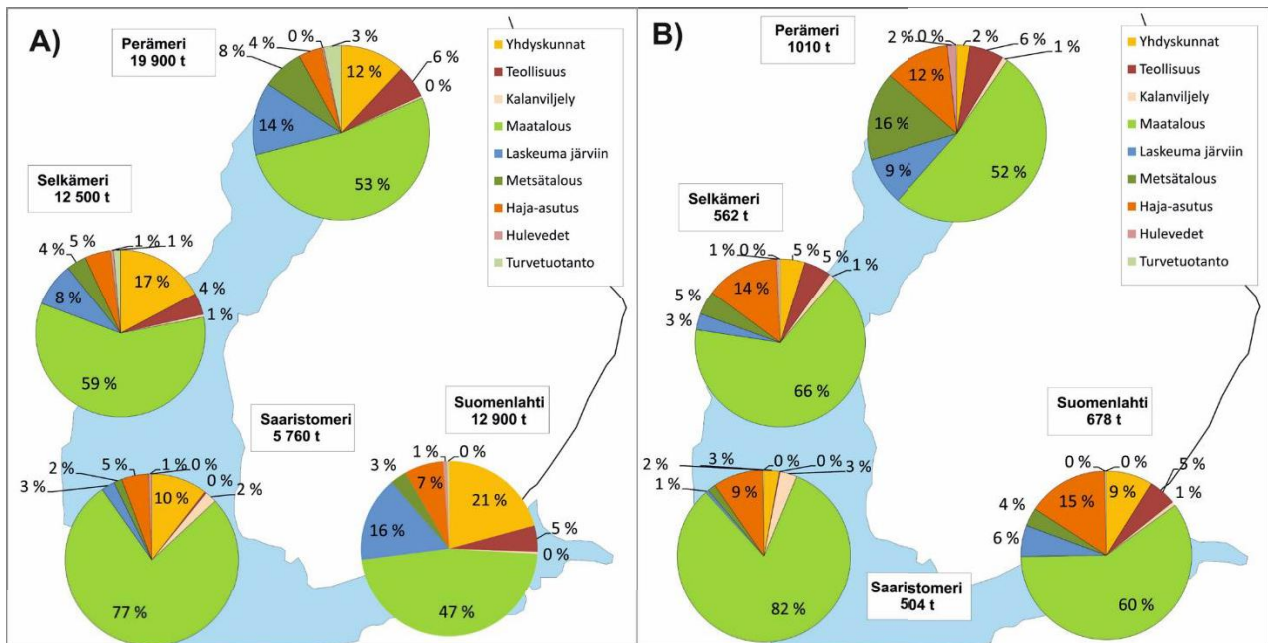 A)
Perämeri
19 900 t
0 %
3 %
4 %
8 %
12 %
6 %
0 %
14 %
53 %
Yhdyskunnat
Teollisuus
Kalanviljely
Maatalous
Laskeuma järviin
Metsätalous
Haja-asutus
Hulevedet
Turvetuotanto
Selkämeri
12 500 t
4 %
5 %
1 %
1 %
17 %
8 %
4 %
1 %
59 %
Saaristomeri
5 760 t
2 %
5 %
1 %
0 %
3 %
10 %
0 %
2 %
77 %
Suomenlahti
12 900 t
1 %
0 %
3 %
7 %
21 %
16 %
5 %
0 %
47 %
B)
Perämeri
1010 t
2 %
0 %
2 %
6 %
1 %
12 %
16 %
9 %
52 %
Yhdyskunnat
Teollisuus
Kalanviljely
Maatalous
Laskeuma järviin
Metsätalous
Haja-asutus
Hulevedet
Turvetuotanto
Selkämeri
562 t
1 %
0 %
5 %
5 %
1 %
14 %
5 %
3 %
66 %
Saaristomeri
504 t
2 %
3 %
0 %
0 %
3 %
1 %
9 %
82 %
Suomenlahti
678 t
0 %
0 %
5 %
1 %
15 %
9 %
4 %
6 %
60 %